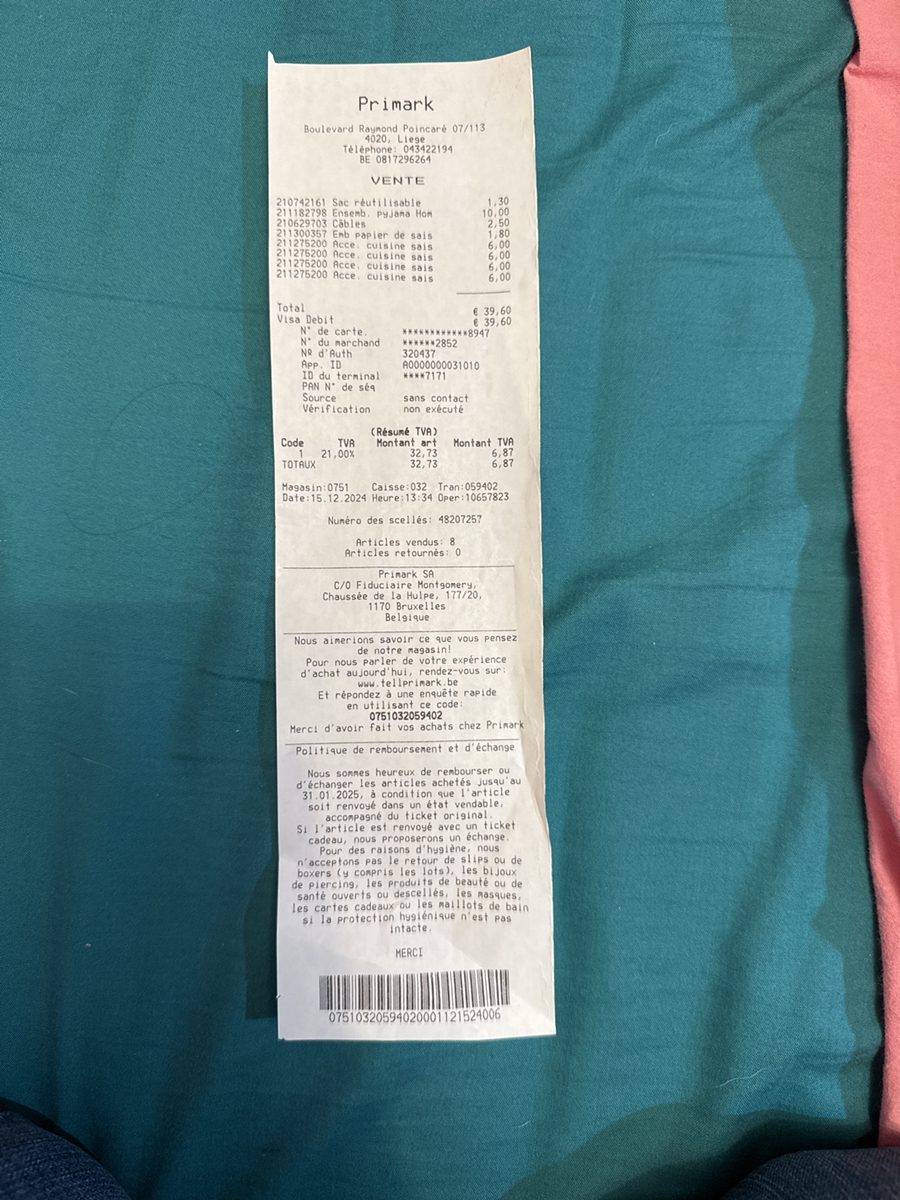 Primark
Boulevard Raymond Poincaré 07/113
4020, Liege
Téléphone: 043422194
BE 0817296264
VENTE
210742161 Sac réutilisable 1,30
211182798 Ensemb. pyjama Hom 10,00
210629703 Câbles 2,50
211300357 Emb papier de sais 1,80
211275200 Acce. cuisine sais 6,00
211275200 Acce. cuisine sais 6,00
211275200 Acce. cuisine sais 6,00
211275200 Acce. cuisine sais 6,00
Total € 39,60
Visa Debit € 39,60
N° de carte. ************8947
N° du marchand ******2852
Nº d'Auth 320437
App. ID A0000000031010
ID du terminal ****7171
PAN N° de séq
Source sans contact
Vérification non exécuté
(Résumé TVA)
Code TVA Montant art Montant TVA
1 21,00% 32,73 6,87
TOTAUX 32,73 6,87
Magasin:0751 Caisse:032 Tran:059402
Date:15.12.2024 Heure:13:34 Oper:10657823
Numéro des scellés: 48207257
Articles vendus: 8
Articles retournés: 0
Primark SA
C/O Fiduciaire Montgomery,
Chaussée de la Hulpe, 177/20,
1170 Bruxelles
Belgique
Nous aimerions savoir ce que vous pensez
de notre magasin!
Pour nous parler de votre expérience
d'achat aujourd'hui, rendez-vous sur:
www.tellprimark.be
Et répondez à une enquête rapide
en utilisant ce code:
0751032059402
Merci d'avoir fait vos achats chez Primark
Politique de remboursement et d'échange
Nous sommes heureux de rembourser ou
d'échanger les articles achetés jusqu'au
31.01.2025, à condition que l'article
soit renvoyé dans un état vendable,
accompagné du ticket original.
Si l'article est renvoyé avec un ticket
cadeau, nous proposerons un échange.
Pour des raisons d'hygiène, nous
n'acceptons pas le retour de slips ou de
boxers (y compris les lots), les bijoux
de piercing, les produits de beauté ou de
santé ouverts ou descellés, les masques,
les cartes cadeaux ou les maillots de bain
si la protection hygiénique n'est pas
intacte.
MERCI
07510320594020001121524006